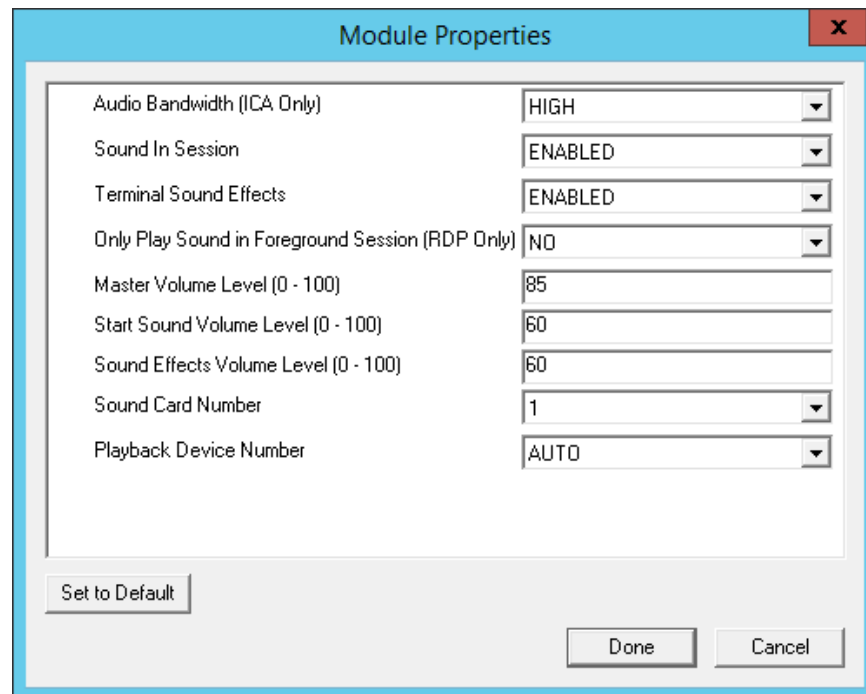 Module Properties
x
Audio Bandwidth (ICA Only) HIGH
Sound In Session ENABLED
Terminal Sound Effects ENABLED
Only Play Sound in Foreground Session (RDP Only) NO
Master Volume Level (0 - 100) 85
Start Sound Volume Level (0 - 100) 60
Sound Effects Volume Level (0 - 100) 60
Sound Card Number 1
Playback Device Number AUTO
Set to Default
Done Cancel